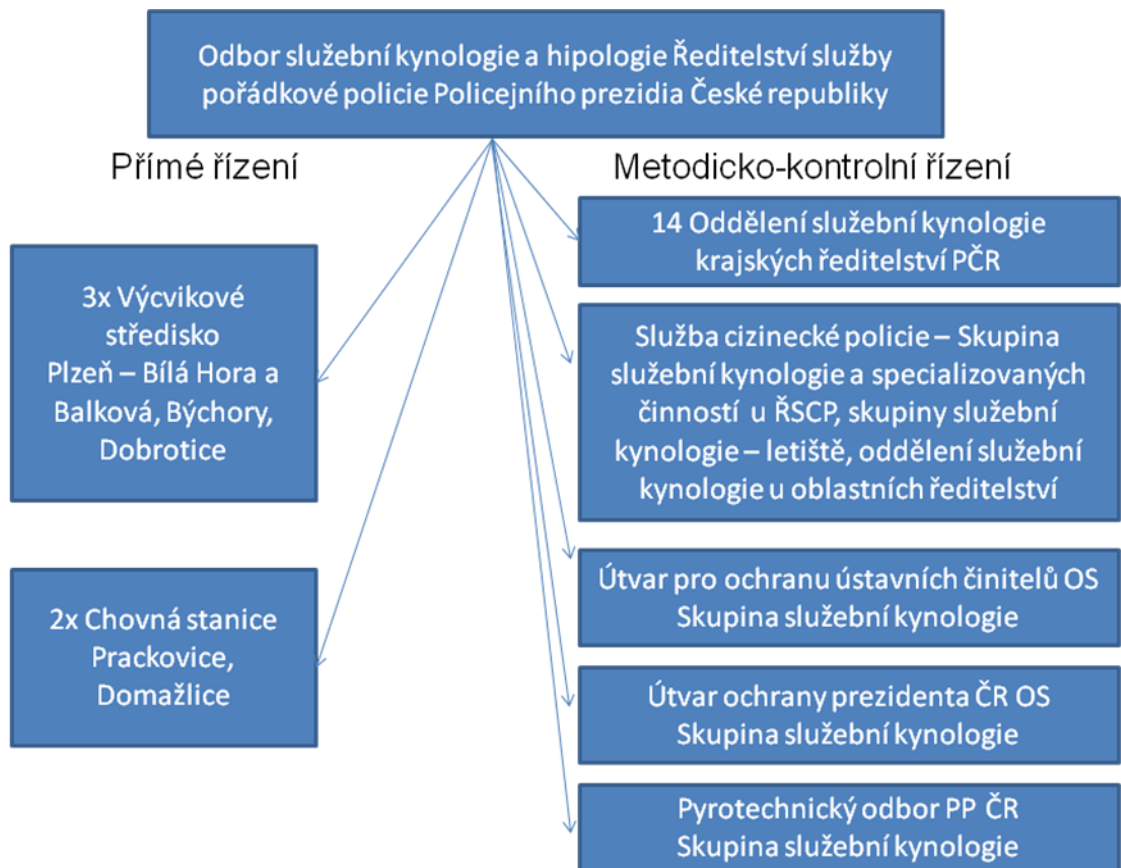 Odbor služební kynologie a hipologie Ředitelství služby
pořádkové policie Policejního prezidia České republiky
Přímé řízení
3x Výcvikové
středisko
Plzeň – Bílá Hora a
Balková, Býchory,
Dobrotice
2x Chovná stanice
Prackovice,
Domažlice
Metodicko-kontrolní řízení
14 Oddělení služební kynologie
krajských ředitelství PČR
Služba cizinecké policie – Skupina
služební kynologie a specializovaných
činností u ŘSCP, skupiny služební
kynologie – letiště, oddělení služební
kynologie u oblastních ředitelství
Útvar pro ochranu ústavních činitelů OS
Skupina služební kynologie
Útvar ochrany prezidenta ČR OS
Skupina služební kynologie
Pyrotechnický odbor PP ČR
Skupina služební kynologie